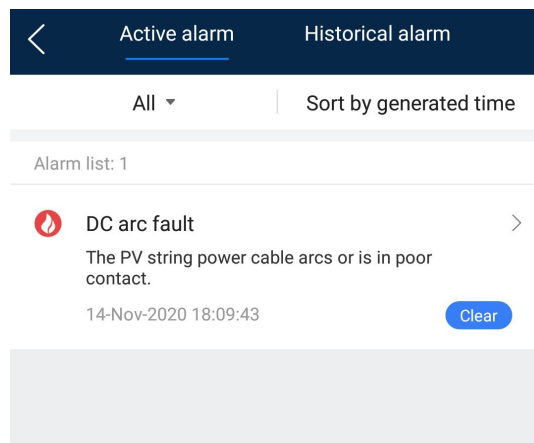 Active alarm Historical alarm
All Sort by generated time
Alarm list: 1
DC arc fault
The PV string power cable arcs or is in poor
contact.
14-Nov-2020 18:09:43 Clear